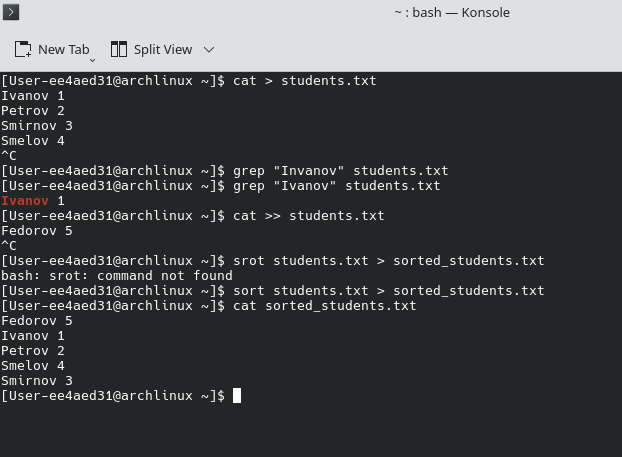 ~ : bash — Konsole
New Tab Split View
[User-ee4aed31@archlinux ~]$ cat > students.txt
Ivanov 1
Petrov 2
Smirnov 3
Smelov 4
^C
[User-ee4aed31@archlinux ~]$ grep "Invanov" students.txt
[User-ee4aed31@archlinux ~]$ grep "Ivanov" students.txt
Ivanov 1
[User-ee4aed31@archlinux ~]$ cat >> students.txt
Fedorov 5
^C
[User-ee4aed31@archlinux ~]$ srot students.txt > sorted_students.txt
bash: srot: command not found
[User-ee4aed31@archlinux ~]$ sort students.txt > sorted_students.txt
[User-ee4aed31@archlinux ~]$ cat sorted_students.txt
Fedorov 5
Ivanov 1
Petrov 2
Smelov 4
Smirnov 3
[User-ee4aed31@archlinux ~]$